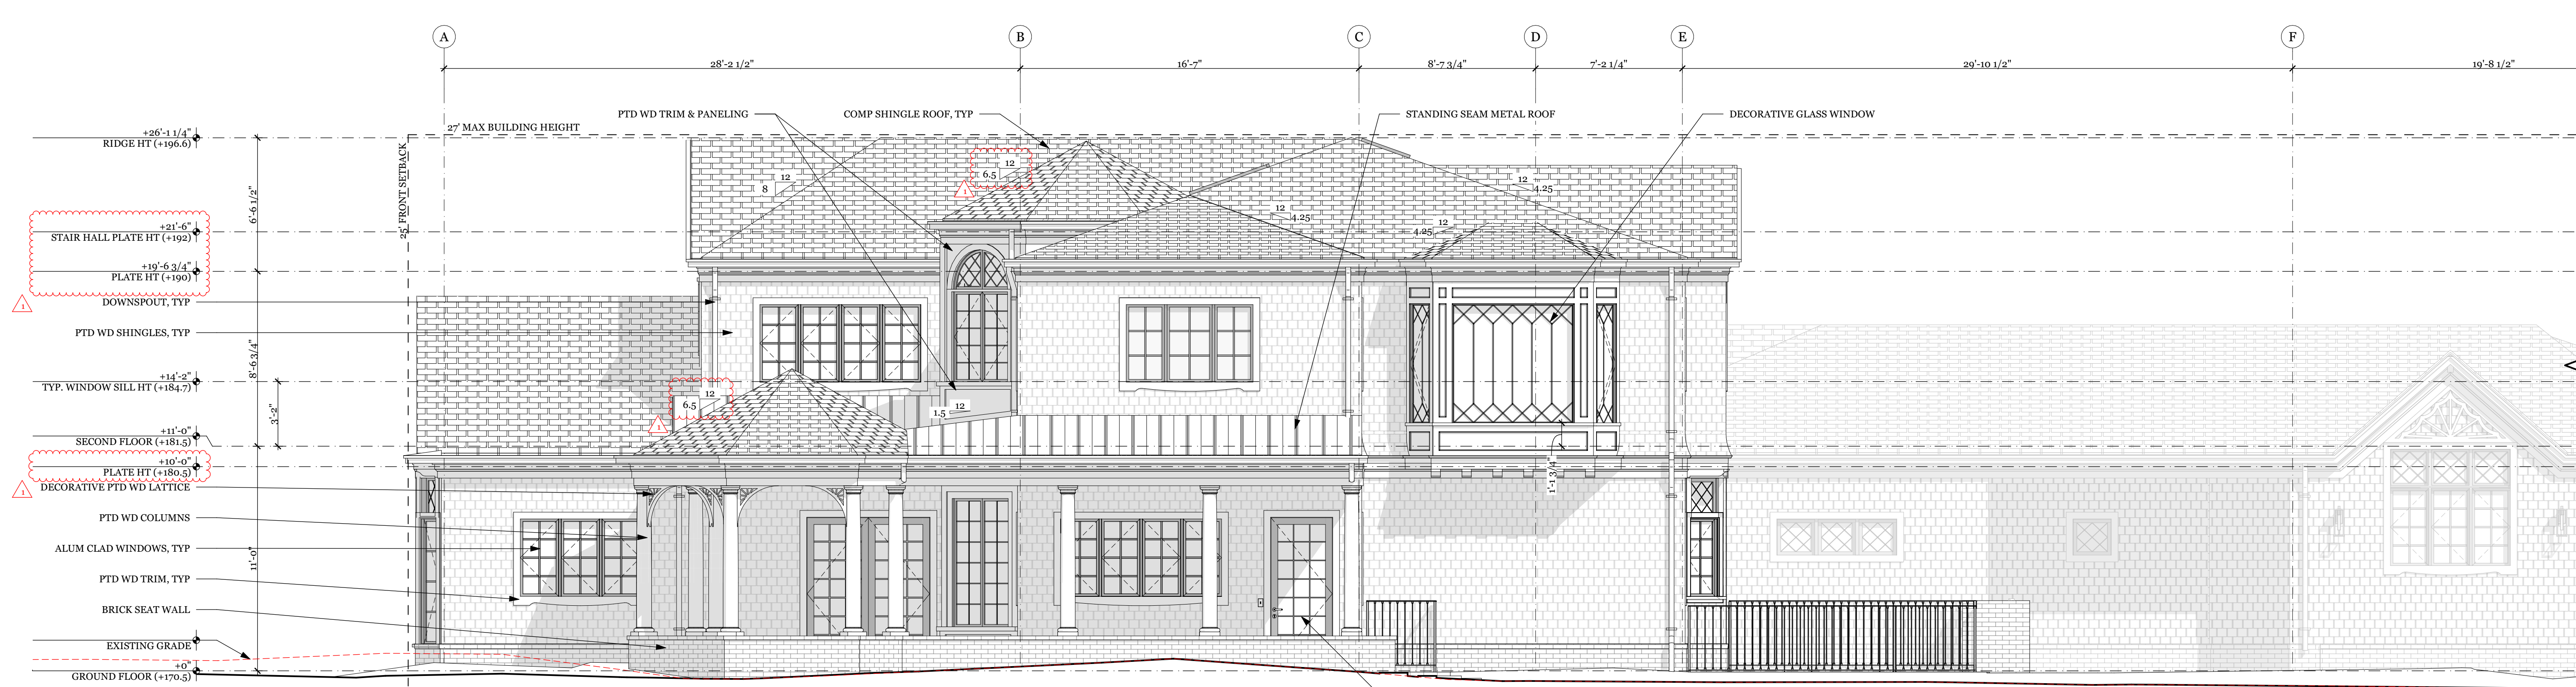 A
B
C
D
E
F
28'-2 1/2"
16'-7"
8'-7 3/4"
7'-2 1/4"
29'-10 1/2"
19'-8 1/2"
PTD WD TRIM & PANELING
COMP SHINGLE ROOF, TYP
STANDING SEAM METAL ROOF
DECORATIVE GLASS WINDOW
27' MAX BUILDING HEIGHT
25' FRONT SETBACK
+26'-1 1/4"
RIDGE HT (+196.6)
6'-6 1/2"
+21'-6"
STAIR HALL PLATE HT (+192)
+19'-6 3/4"
PLATE HT (+190)
1
DOWNSPOUT, TYP
PTD WD SHINGLES, TYP
8'-6 3/4"
+14'-2"
TYP. WINDOW SILL HT (+184.7)
3'-2"
+11'-0"
SECOND FLOOR (+181.5)
+10'-0"
PLATE HT (+180.5)
1
DECORATIVE PTD WD LATTICE
PTD WD COLUMNS
ALUM CLAD WINDOWS, TYP
11'-0"
PTD WD TRIM, TYP
BRICK SEAT WALL
EXISTING GRADE
+0"
GROUND FLOOR (+170.5)
12
8
12
6.5
1
12
4.25
12
4.25
12
4.25
12
6.5
1
12
1.5
1'-1 3/4"